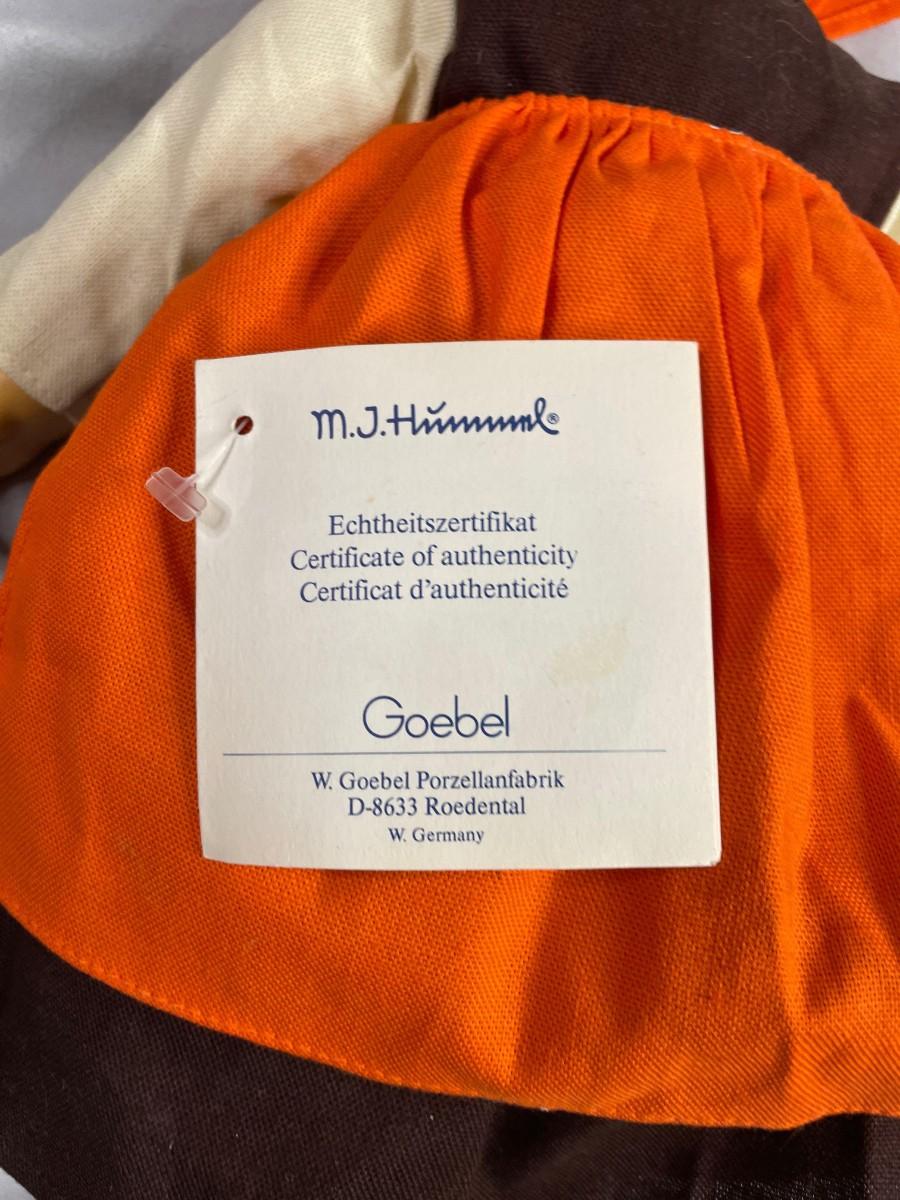 M.J.Hummel®
Echtheitszertifikat
Certificate of authenticity
Certificat d'authenticité
Goebel
W. Goebel Porzellanfabrik
D-8633 Roedental
W. Germany